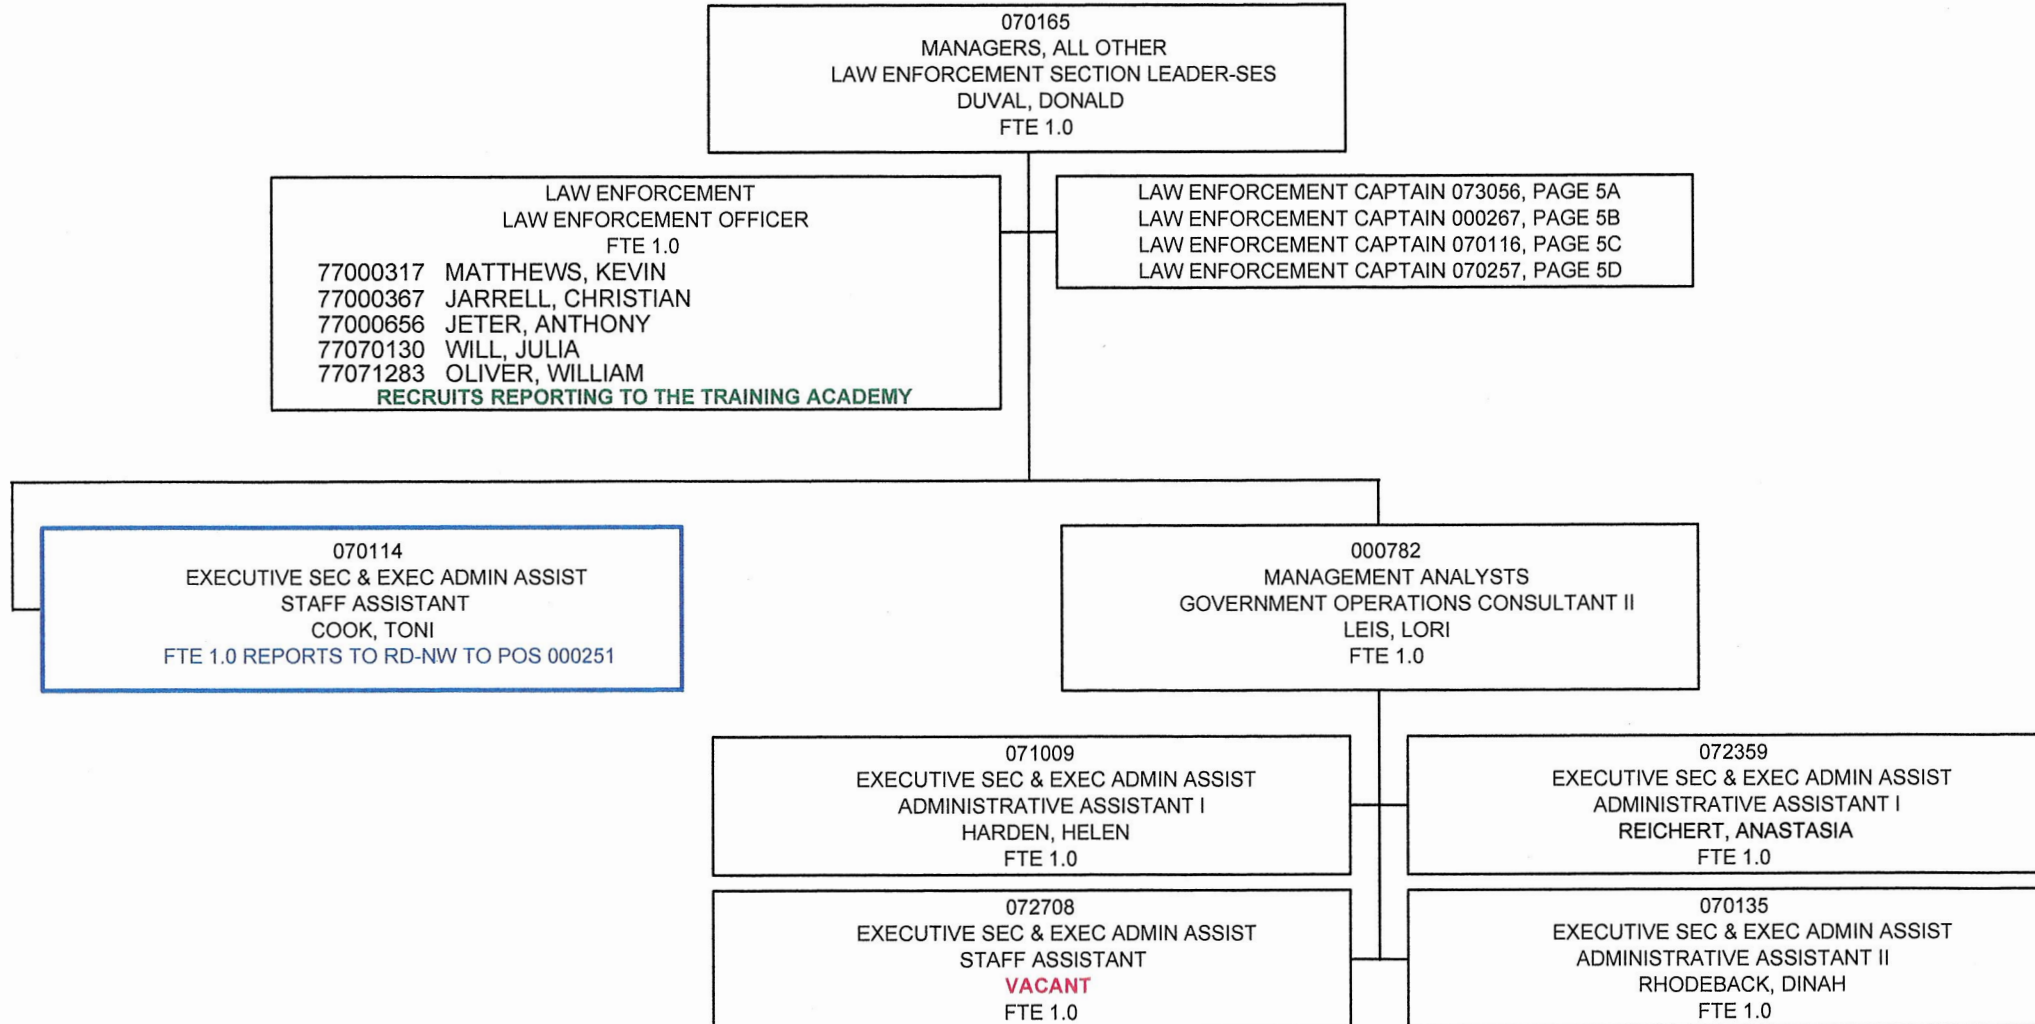 070165
MANAGERS, ALL OTHER
LAW ENFORCEMENT SECTION LEADER-SES
DUVAL, DONALD
FTE 1.0
LAW ENFORCEMENT
LAW ENFORCEMENT OFFICER
FTE 1.0
77000317 MATTHEWS, KEVIN
77000367 JARRELL, CHRISTIAN
77000656 JETER, ANTHONY
77070130 WILL, JULIA
77071283 OLIVER, WILLIAM
RECRUITS REPORTING TO THE TRAINING ACADEMY
LAW ENFORCEMENT CAPTAIN 073056, PAGE 5A
LAW ENFORCEMENT CAPTAIN 000267, PAGE 5B
LAW ENFORCEMENT CAPTAIN 070116, PAGE 5C
LAW ENFORCEMENT CAPTAIN 070257, PAGE 5D
070114
EXECUTIVE SEC & EXEC ADMIN ASSIST
STAFF ASSISTANT
COOK, TONI
FTE 1.0 REPORTS TO RD-NW TO POS 000251
000782
MANAGEMENT ANALYSTS
GOVERNMENT OPERATIONS CONSULTANT II
LEIS, LORI
FTE 1.0
071009
EXECUTIVE SEC & EXEC ADMIN ASSIST
ADMINISTRATIVE ASSISTANT I
HARDEN, HELEN
FTE 1.0
072359
EXECUTIVE SEC & EXEC ADMIN ASSIST
ADMINISTRATIVE ASSISTANT I
REICHERT, ANASTASIA
FTE 1.0
072708
EXECUTIVE SEC & EXEC ADMIN ASSIST
STAFF ASSISTANT
VACANT
FTE 1.0
070135
EXECUTIVE SEC & EXEC ADMIN ASSIST
ADMINISTRATIVE ASSISTANT II
RHODEBACK, DINAH
FTE 1.0